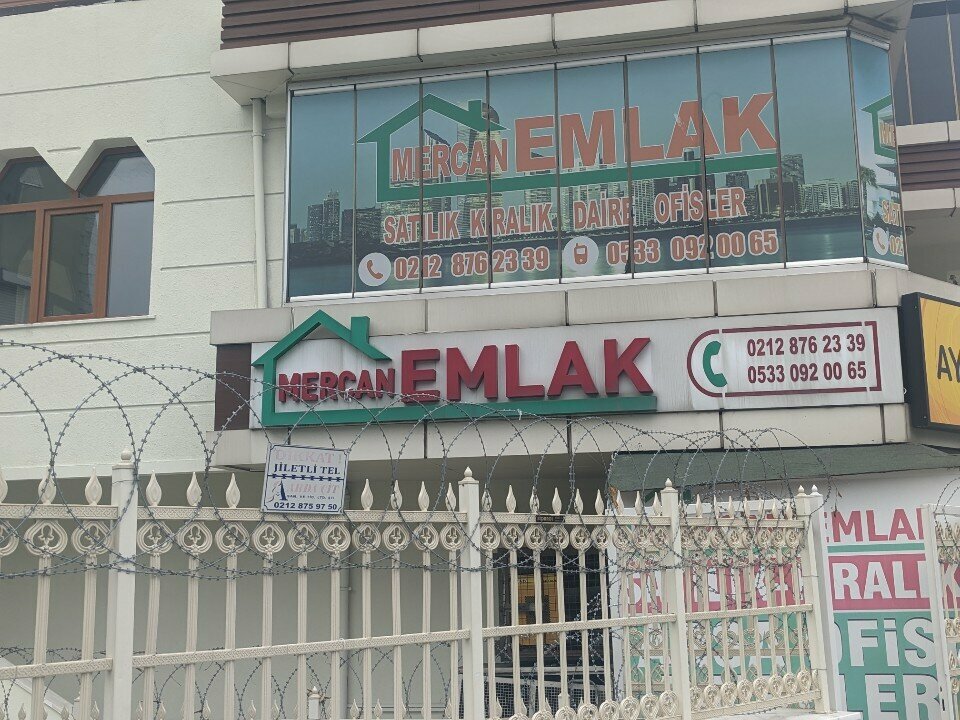 MERCAN EMLAK
SATILIK KİRALIK DAİRE OFİSLER
0212 876 23 39 0533 092 00 65
MERCAN EMLAK
0212 876 23 39
0533 092 00 65
AY
DİKKAT!
JİLETLİ TEL
0212 875 97 50
EMLAK
KİRALIK
OFİS
LER